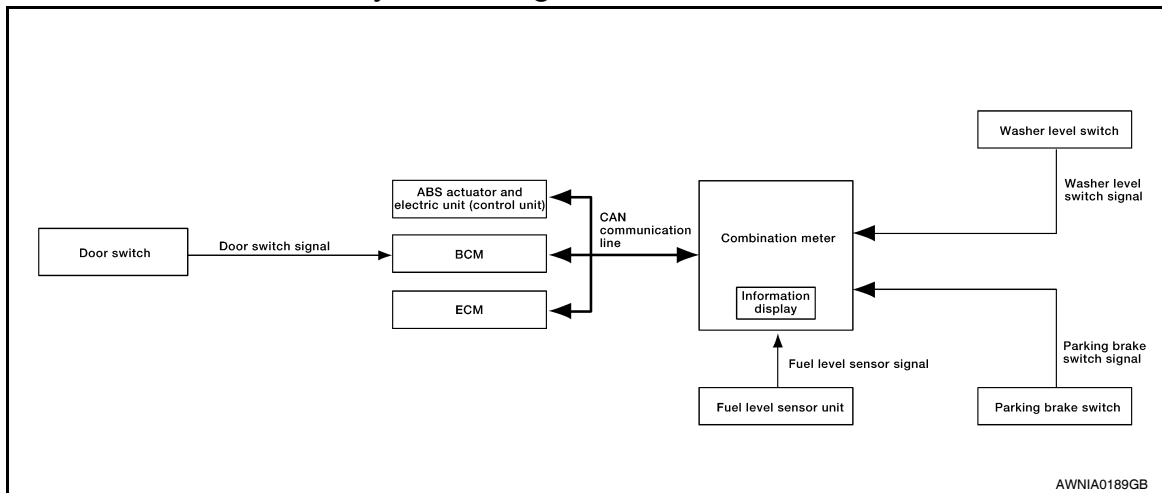 Door switch
Door switch signal
ABS actuator and
electric unit (control unit)
BCM
ECM
CAN
communication
line
Combination meter
Information
display
Fuel level sensor signal
Fuel level sensor unit
Washer level switch
Washer level
switch signal
Parking brake
switch signal
Parking brake switch
AWNIA0189GB